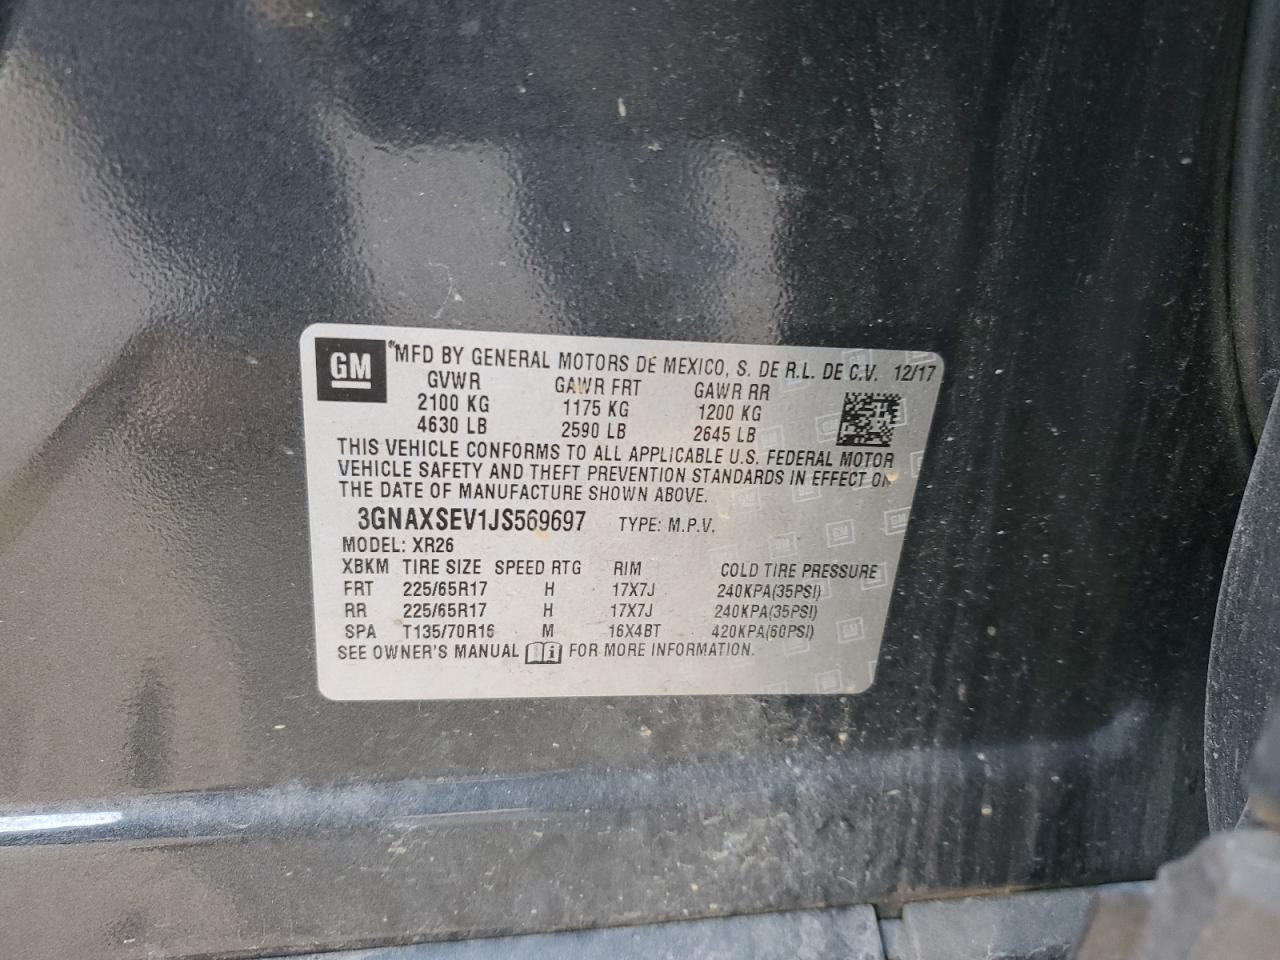 GM
®MFD BY GENERAL MOTORS DE MEXICO, S. DE R.L. DE C.V. 12/17
GVWR GAWR FRT GAWR RR
2100 KG 1175 KG 1200 KG
4630 LB 2590 LB 2645 LB
THIS VEHICLE CONFORMS TO ALL APPLICABLE U.S. FEDERAL MOTOR
VEHICLE SAFETY AND THEFT PREVENTION STANDARDS IN EFFECT ON
THE DATE OF MANUFACTURE SHOWN ABOVE.
3GNAXSEV1JS569697 TYPE: M.P.V.
MODEL: XR26
XBKM TIRE SIZE SPEED RTG RIM COLD TIRE PRESSURE
FRT 225/65R17 H 17X7J 240KPA(35PSI)
RR 225/65R17 H 17X7J 240KPA(35PSI)
SPA T135/70R16 M 16X4BT 420KPA(60PSI)
SEE OWNER'S MANUAL FOR MORE INFORMATION.